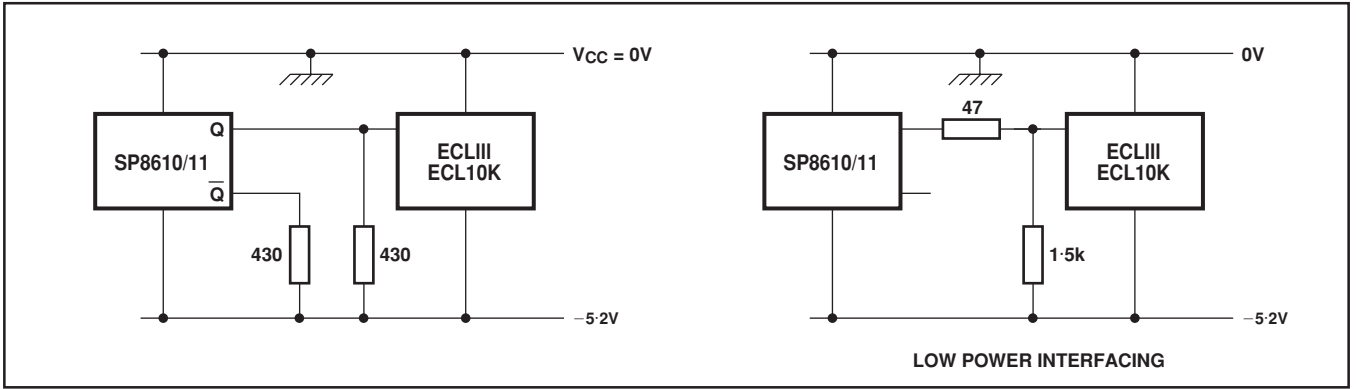 VCC = 0V
Q
SP8610/11
Q̅
ECLIII
ECL10K
430
430
−5·2V
0V
47
SP8610/11
ECLIII
ECL10K
1·5k
−5·2V
LOW POWER INTERFACING